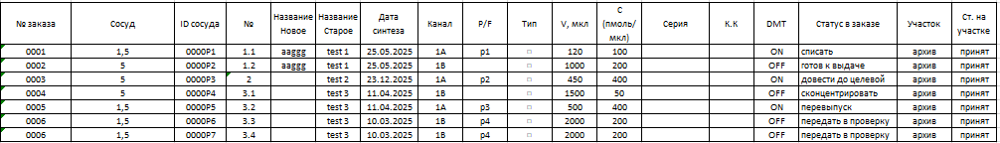 № заказа Сосуд ID сосуда № Название Новое Название Старое Дата синтеза Канал P/F Тип V, мкл С (пмоль/мкл) Серия К.К DMT Статус в заказе Участок Ст. на участке
0001 1,5 0000P1 1.1 aaggg test 1 25.05.2025 1A p1 □ 120 100 ON списать архив принят
0002 5 0000P2 1.2 aaggg test 1 25.05.2025 1B □ 1000 200 OFF готов к выдаче архив принят
0003 5 0000P3 2 test 2 23.12.2025 1A p2 □ 450 400 ON довести до целевой архив принят
0004 5 0000P4 3.1 test 3 11.04.2025 1B □ 1500 50 OFF сконцентрировать архив принят
0005 1,5 0000P5 3.2 test 3 11.04.2025 1A p3 □ 500 400 ON перевыпуск архив принят
0006 1,5 0000P6 3.3 test 3 10.03.2025 1B p4 □ 2000 200 OFF передать в проверку архив принят
0006 1,5 0000P7 3.4 test 3 10.03.2025 1B p4 □ 2000 200 OFF передать в проверку архив принят